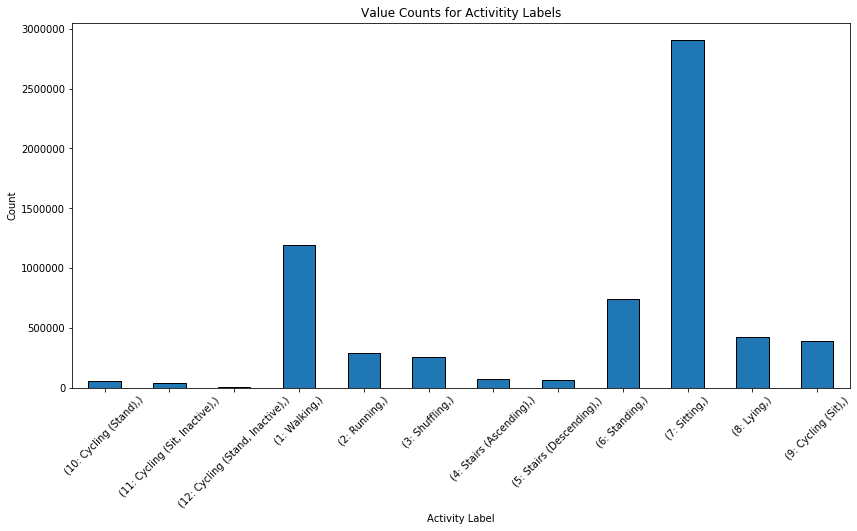 Value Counts for Activitity Labels
3000000
2500000
2000000
1500000
1000000
500000
0
Count
(10: Cycling (Stand),)
(11: Cycling (Sit, Inactive),)
(12: Cycling (Stand, Inactive),)
(1: Walking,)
(2: Running,)
(3: Shuffling,)
(4: Stairs (Ascending),)
(5: Stairs (Descending),)
(6: Standing,)
(7: Sitting,)
(8: Lying,)
(9: Cycling (Sit),)
Activity Label